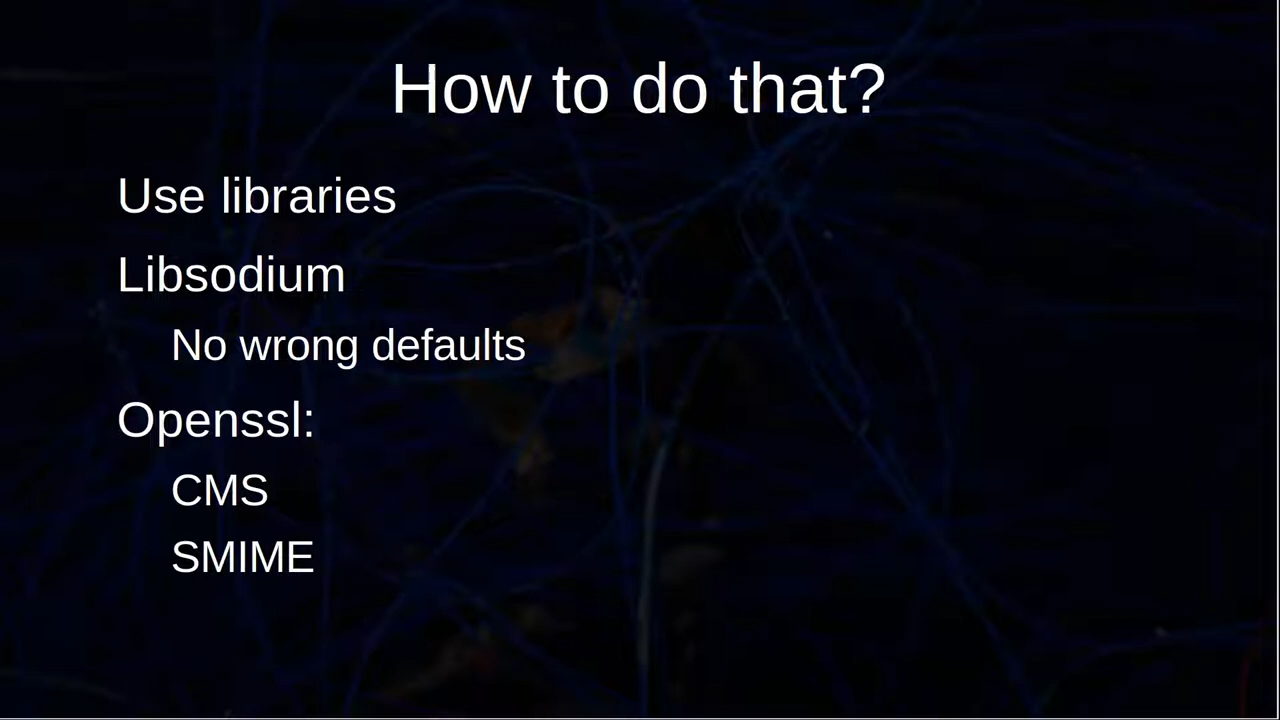 How to do that?
Use libraries
Libsodium
No wrong defaults
Openssl:
CMS
SMIME